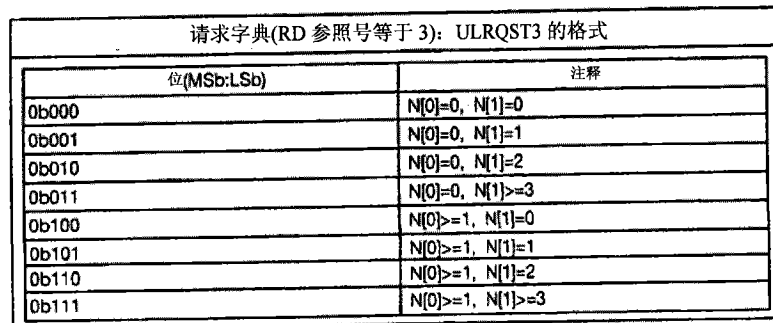 请求字典(RD 参照号等于 3)：ULRQST3 的格式
位(MSb:LSb) 注释
0b000 N[0]=0, N[1]=0
0b001 N[0]=0, N[1]=1
0b010 N[0]=0, N[1]=2
0b011 N[0]=0, N[1]>=3
0b100 N[0]>=1, N[1]=0
0b101 N[0]>=1, N[1]=1
0b110 N[0]>=1, N[1]=2
0b111 N[0]>=1, N[1]>=3